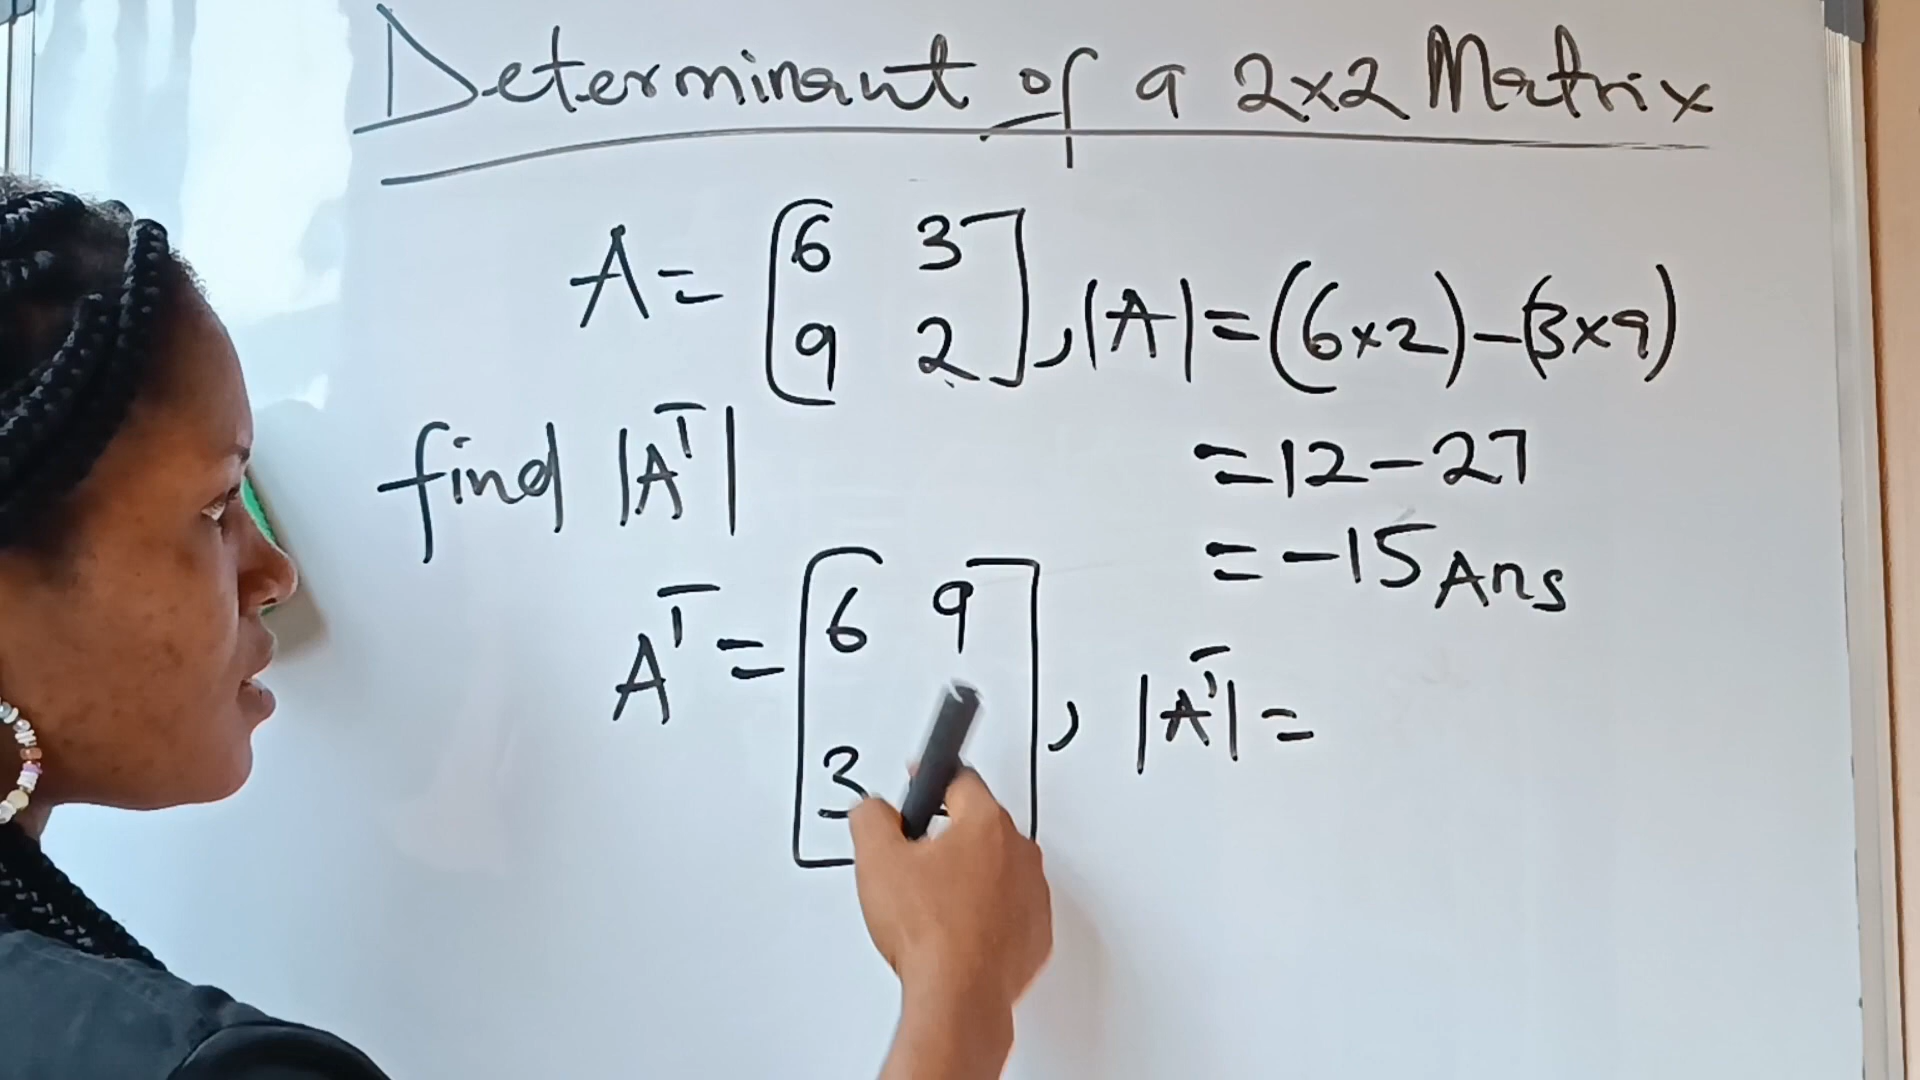 Determinant of a 2x2 Matrix
A = [6 3
9 2], |A| = (6x2) - (3x9)
= 12 - 27
find |Aᵀ|
= -15 Ans
Aᵀ = [6 9
3 ], |Aᵀ| =